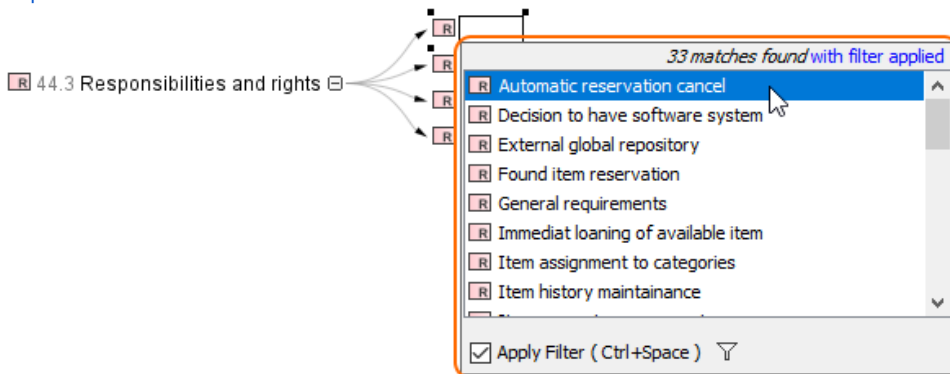 R
R
33 matches found with filter applied
R 44.3 Responsibilities and rights
R Automatic reservation cancel
R
R Decision to have software system
R
R External global repository
R Found item reservation
R General requirements
R Immediat loaning of available item
R Item assignment to categories
R Item history maintainance
Apply Filter ( Ctrl+Space )